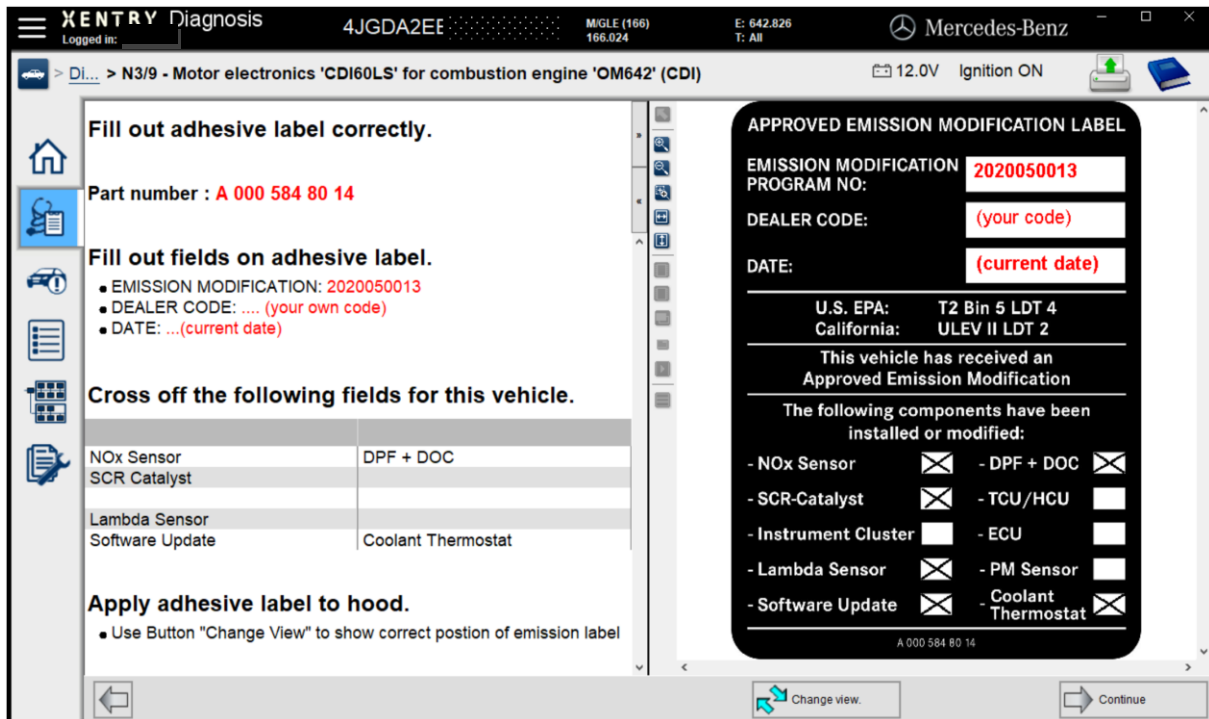 XENTRY Diagnosis
Logged in:
4JGDA2EE
M/GLE (166)
166.024
E: 642.826
T: All
Mercedes-Benz
> Di... > N3/9 - Motor electronics 'CDI60LS' for combustion engine 'OM642' (CDI)
12.0V Ignition ON
Fill out adhesive label correctly.
Part number : A 000 584 80 14
Fill out fields on adhesive label.
• EMISSION MODIFICATION: 2020050013
• DEALER CODE: .... (your own code)
• DATE: ...(current date)
Cross off the following fields for this vehicle.
NOx Sensor DPF + DOC
SCR Catalyst
Lambda Sensor
Software Update Coolant Thermostat
Apply adhesive label to hood.
• Use Button "Change View" to show correct postion of emission label
APPROVED EMISSION MODIFICATION LABEL
EMISSION MODIFICATION
PROGRAM NO:
2020050013
DEALER CODE: (your code)
DATE: (current date)
U.S. EPA: T2 Bin 5 LDT 4
California: ULEV II LDT 2
This vehicle has received an
Approved Emission Modification
The following components have been
installed or modified:
- NOx Sensor - DPF + DOC
- SCR-Catalyst - TCU/HCU
- Instrument Cluster - ECU
- Lambda Sensor - PM Sensor
- Software Update - Coolant
Thermostat
A 000 584 80 14
Change view.
Continue